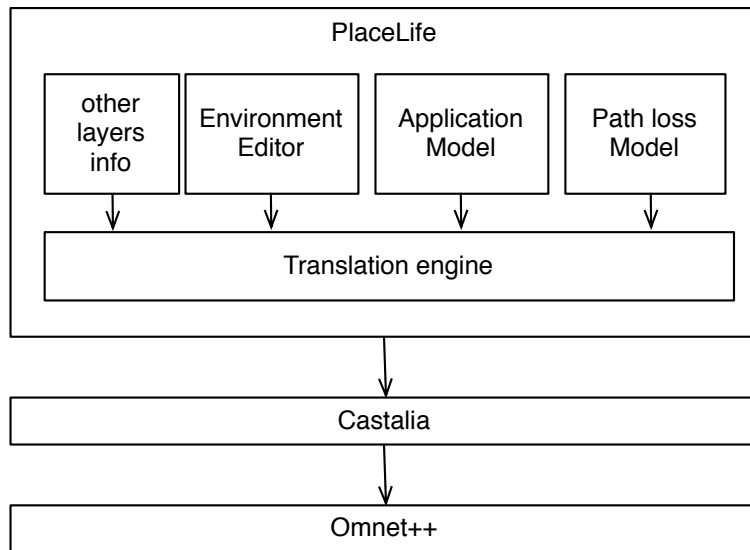 PlaceLife
other
layers
info
Environment
Editor
Application
Model
Path loss
Model
Translation engine
Castalia
Omnet++